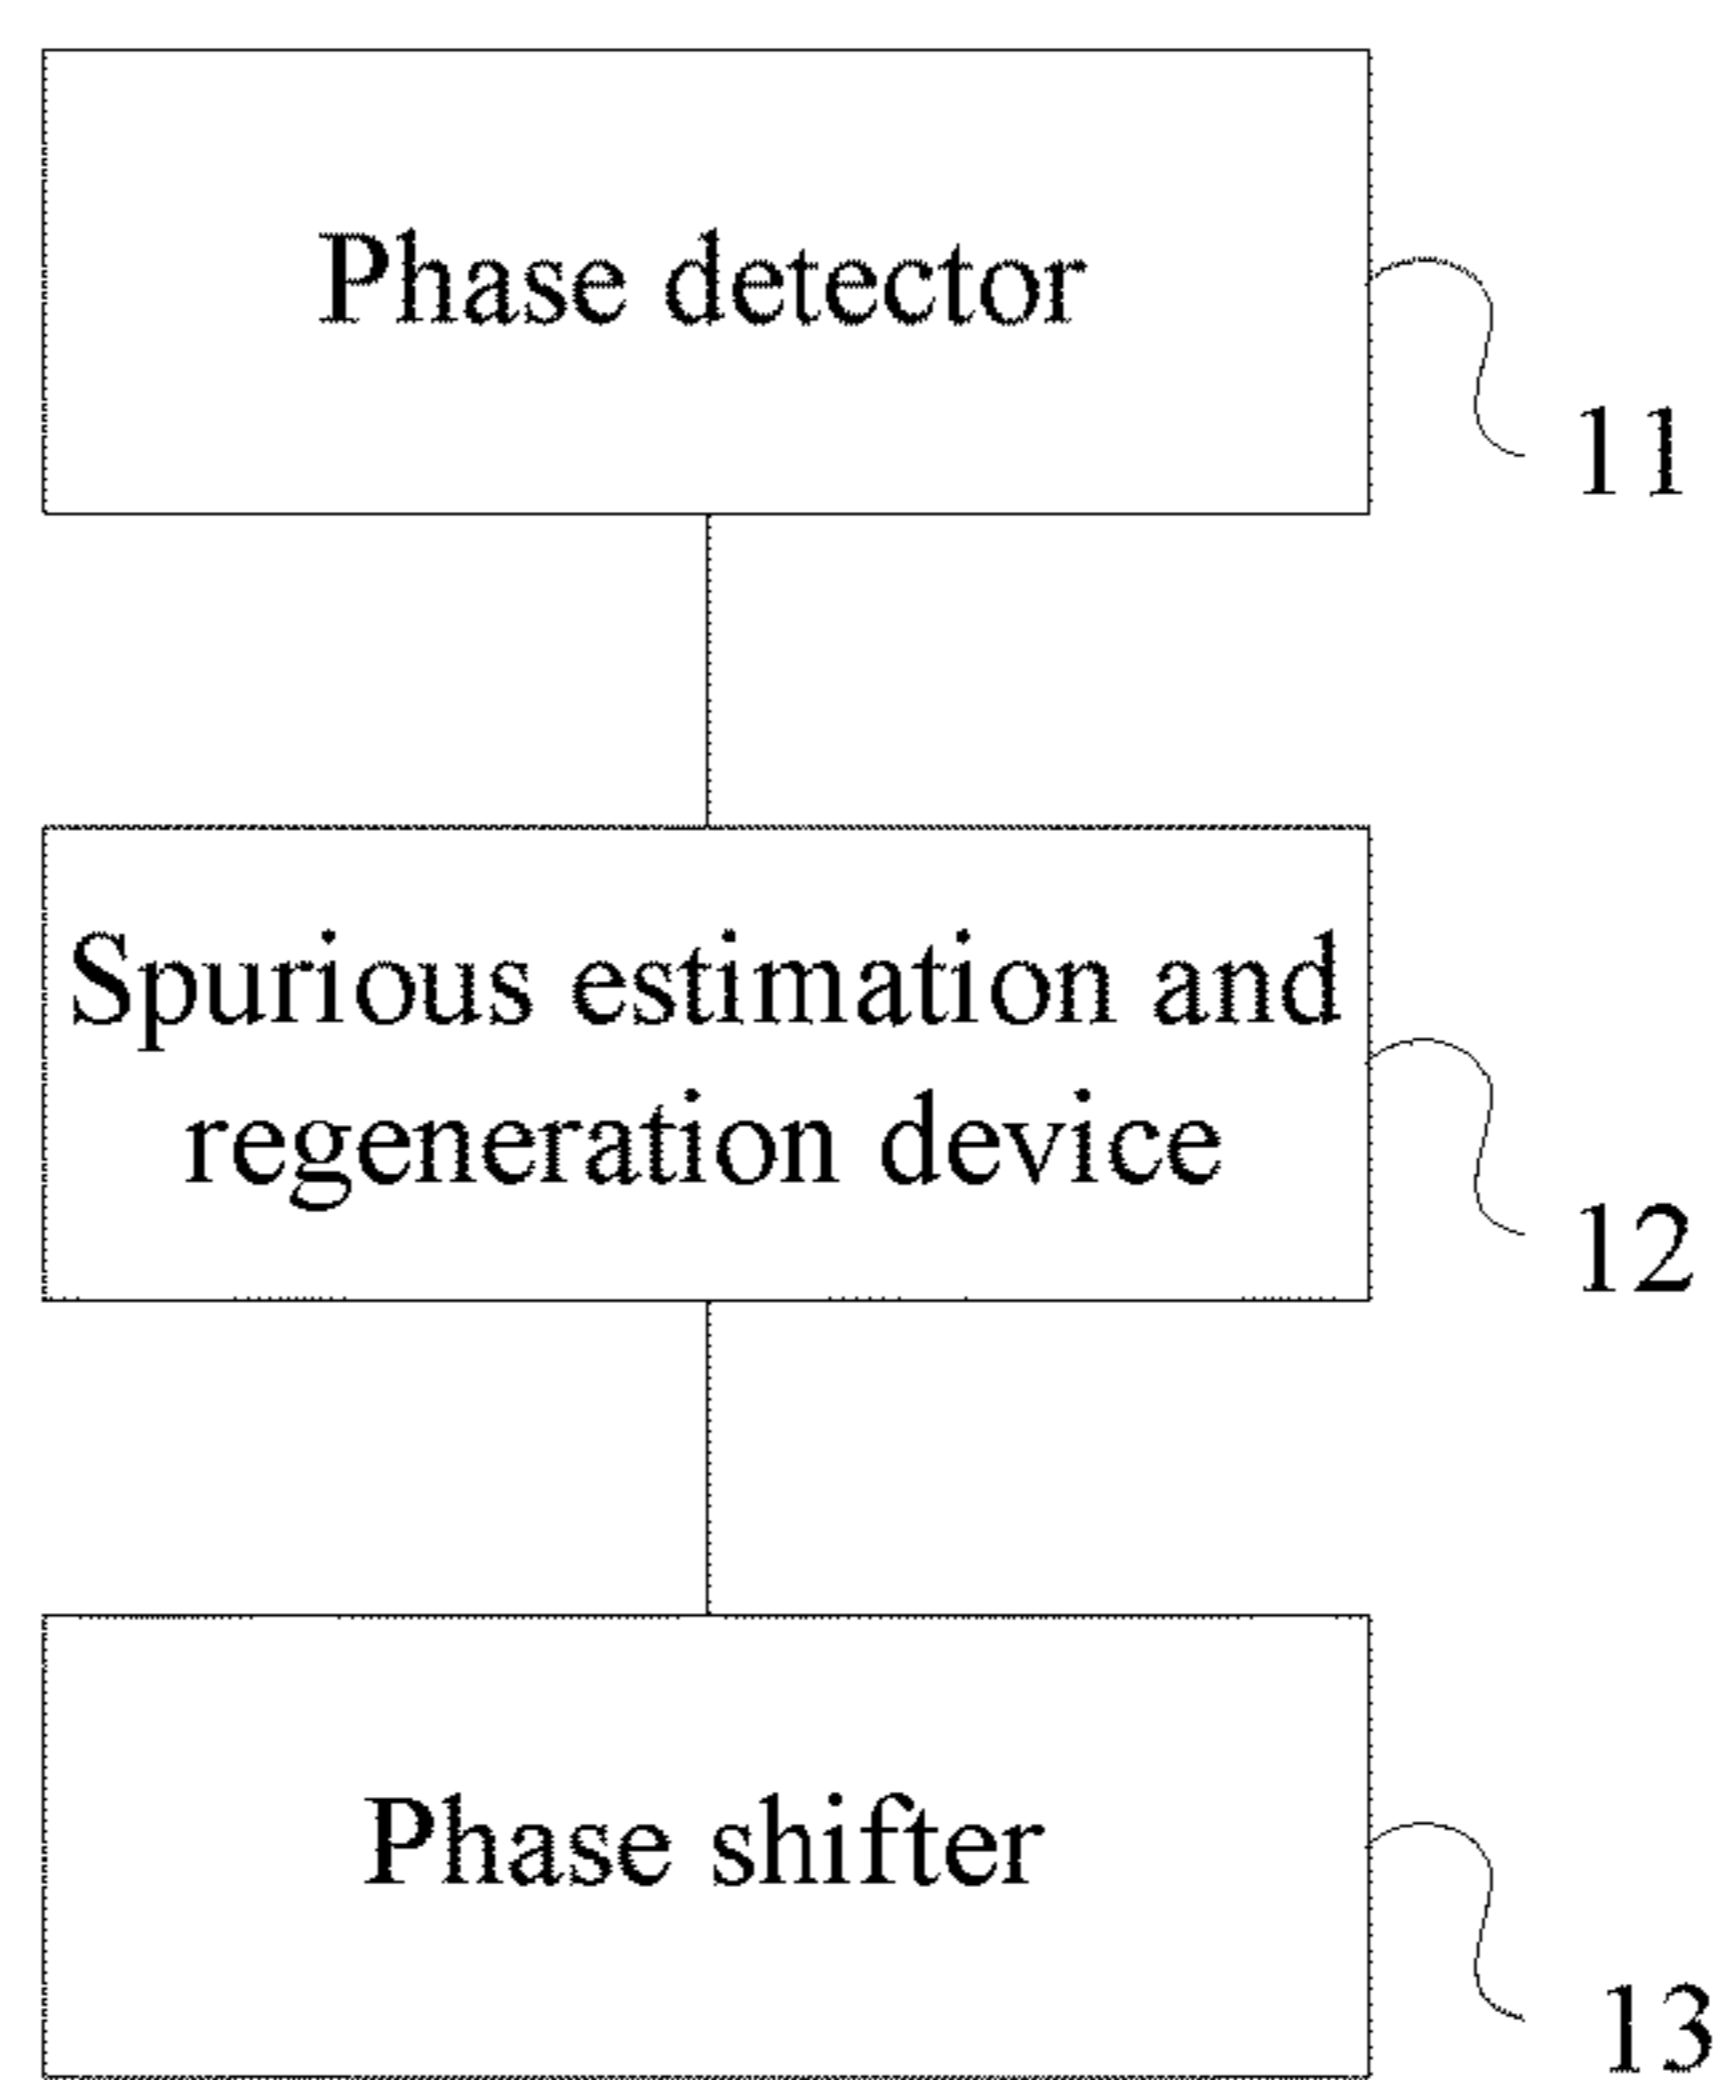 Phase detector
11
Spurious estimation and
regeneration device
12
Phase shifter
13